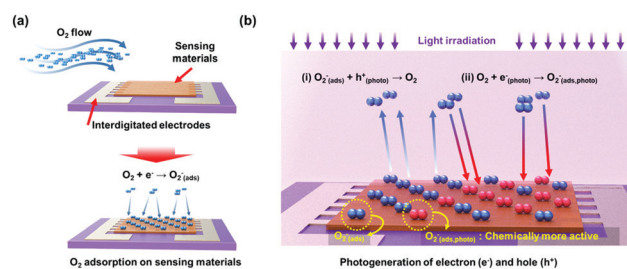 (a)
O₂ flow
Sensing
materials
Interdigitated electrodes
O₂ + e⁻ → O₂⁻(ads)
O₂ adsorption on sensing materials
(b)
Light irradiation
(i) O₂⁻(ads) + h⁺(photo) → O₂
(ii) O₂ + e⁻(photo) → O₂⁻(ads,photo)
O₂⁻(ads)
O₂⁻(ads,photo) : Chemically more active
Photogeneration of electron (e⁻) and hole (h⁺)